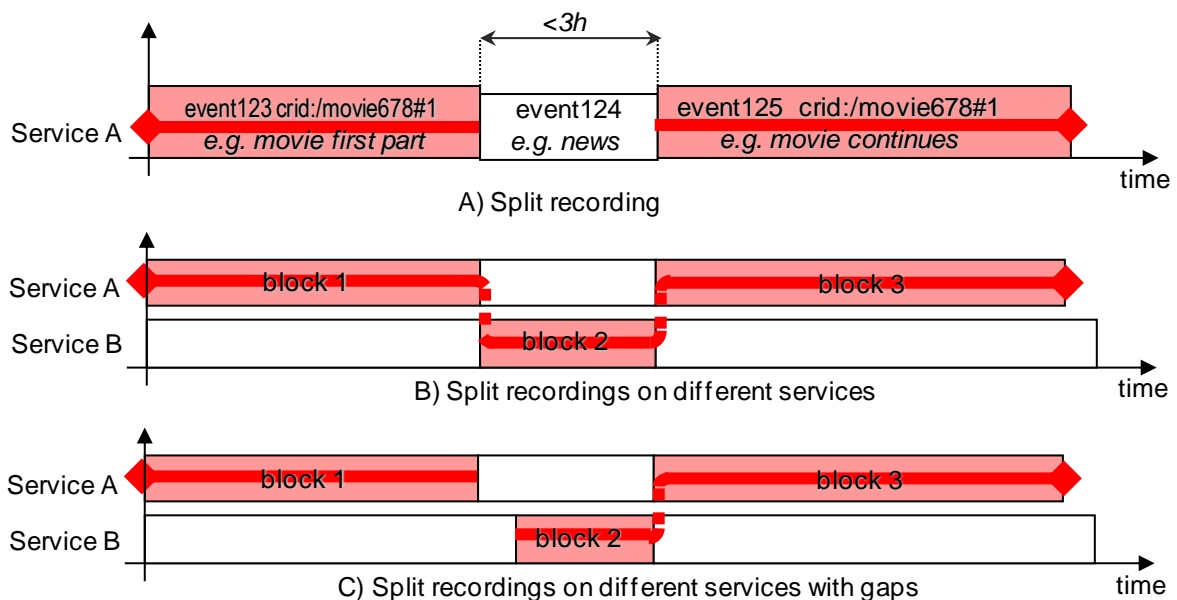 <3h
event123 crid:/movie678#1
e.g. movie first part
event124
e.g. news
event125 crid:/movie678#1
e.g. movie continues
Service A
time
A) Split recording
Service A
block 1
block 3
Service B
block 2
time
B) Split recordings on different services
Service A
block 1
block 3
Service B
block 2
time
C) Split recordings on different services with gaps